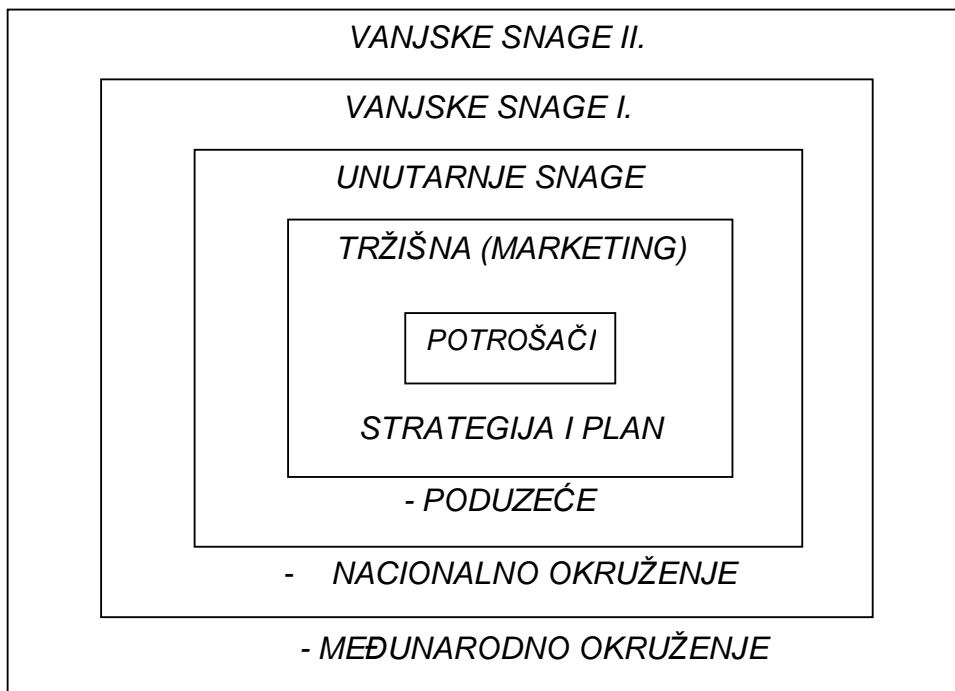 VANJSKE SNAGE II.
VANJSKE SNAGE I.
UNUTARNJE SNAGE
TRŽIŠNA (MARKETING)
POTROŠAČI
STRATEGIJA I PLAN
- PODUZEĆE
- NACIONALNO OKRUŽENJE
- MEĐUNARODNO OKRUŽENJE